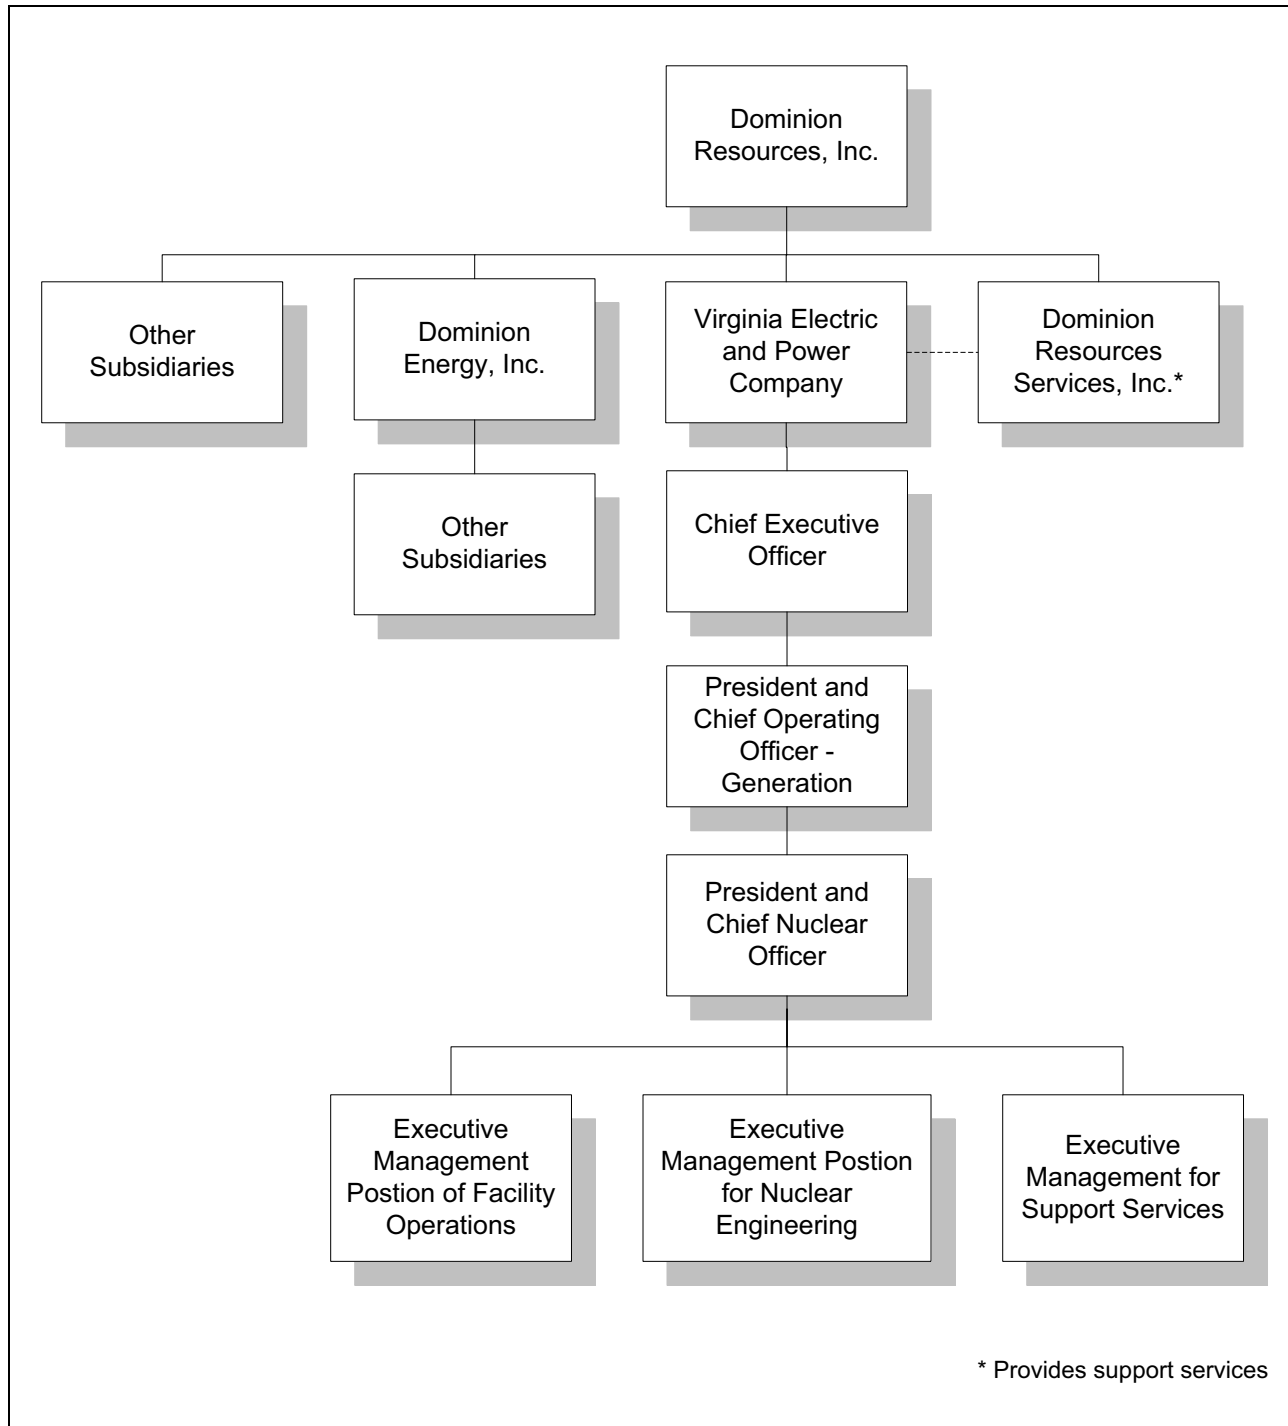 Dominion
Resources, Inc.
Other
Subsidiaries
Dominion
Energy, Inc.
Virginia Electric
and Power
Company
Dominion
Resources
Services, Inc.*
Other
Subsidiaries
Chief Executive
Officer
President and
Chief Operating
Officer -
Generation
President and
Chief Nuclear
Officer
Executive
Management
Postion of Facility
Operations
Executive
Management Postion
for Nuclear
Engineering
Executive
Management for
Support Services
* Provides support services